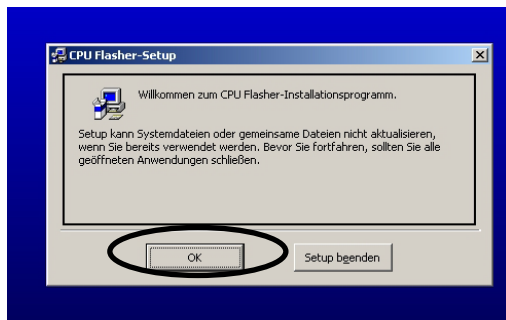 CPU Flasher-Setup
Willkommen zum CPU Flasher-Installationsprogramm.
Setup kann Systemdateien oder gemeinsame Dateien nicht aktualisieren,
wenn Sie bereits verwendet werden. Bevor Sie fortfahren, sollten Sie alle
geöffneten Anwendungen schließen.
OK
Setup beenden